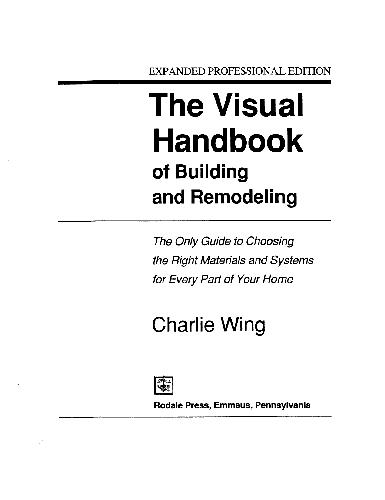 EXPANDED PROFESSIONAL EDITION
The Visual
Handbook
of Building
and Remodeling
The Only Guide to Choosing
the Right Materials and Systems
for Every Part of Your Home
Charlie Wing
Rodale Press, Emmaus, Pennsylvania